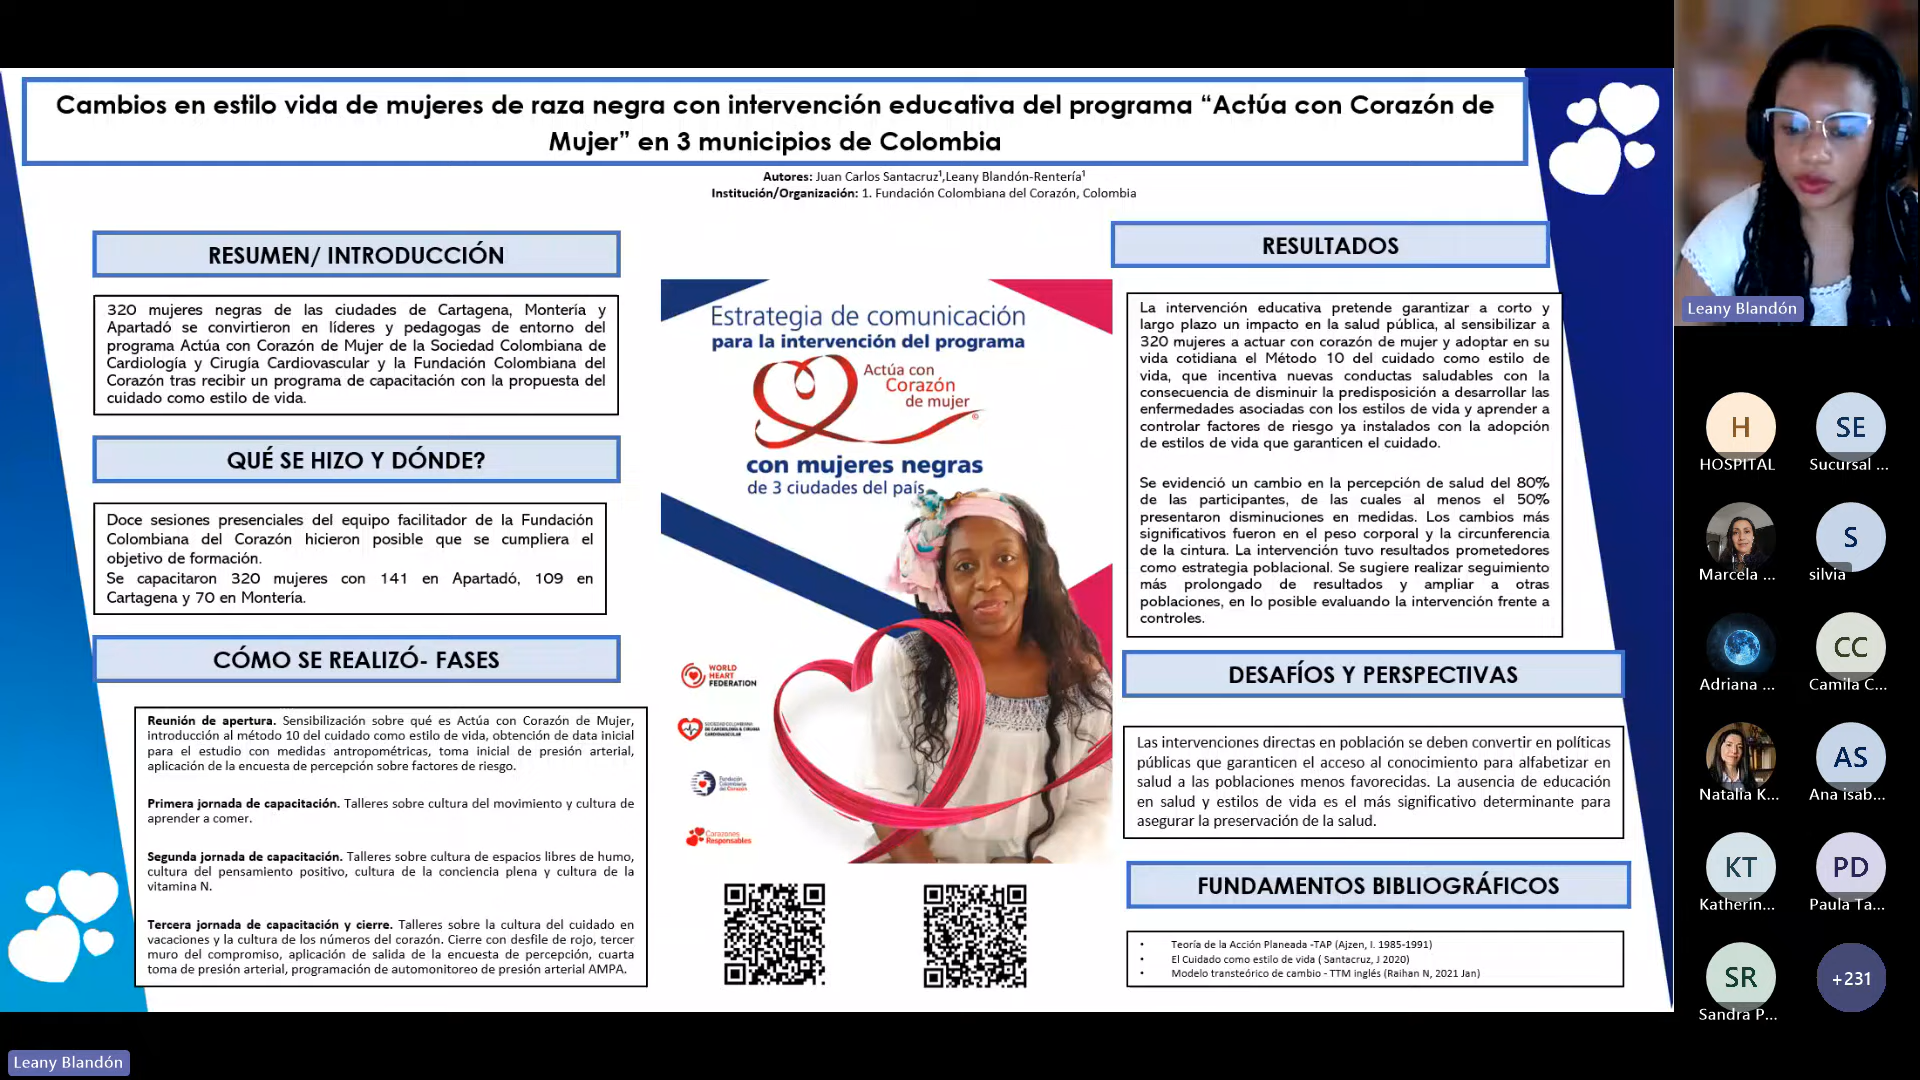 Cambios en estilo vida de mujeres de raza negra con intervención educativa del programa “Actúa con Corazón de
Mujer” en 3 municipios de Colombia
Autores: Juan Carlos Santacruz¹,Leany Blandón-Rentería¹
Institución/Organización: 1. Fundación Colombiana del Corazón, Colombia
RESUMEN/ INTRODUCCIÓN
320 mujeres negras de las ciudades de Cartagena, Montería y
Apartadó se convirtieron en líderes y pedagogas de entorno del
programa Actúa con Corazón de Mujer de la Sociedad Colombiana de
Cardiología y Cirugía Cardiovascular y la Fundación Colombiana del
Corazón tras recibir un programa de capacitación con la propuesta del
cuidado como estilo de vida.
QUÉ SE HIZO Y DÓNDE?
Doce sesiones presenciales del equipo facilitador de la Fundación
Colombiana del Corazón hicieron posible que se cumpliera el
objetivo de formación.
Se capacitaron 320 mujeres con 141 en Apartadó, 109 en
Cartagena y 70 en Montería.
CÓMO SE REALIZÓ- FASES
Reunión de apertura. Sensibilización sobre qué es Actúa con Corazón de Mujer,
introducción al método 10 del cuidado como estilo de vida, obtención de data inicial
para el estudio con medidas antropométricas, toma inicial de presión arterial,
aplicación de la encuesta de percepción sobre factores de riesgo.
Primera jornada de capacitación. Talleres sobre cultura del movimiento y cultura de
aprender a comer.
Segunda jornada de capacitación. Talleres sobre cultura de espacios libres de humo,
cultura del pensamiento positivo, cultura de la conciencia plena y cultura de la
vitamina N.
Tercera jornada de capacitación y cierre. Talleres sobre la cultura del cuidado en
vacaciones y la cultura de los números del corazón. Cierre con desfile de rojo, tercer
muro del compromiso, aplicación de salida de la encuesta de percepción, cuarta
toma de presión arterial, programación de automonitoreo de presión arterial AMPA.
Estrategia de comunicación
para la intervención del programa
Actúa con
Corazón
de mujer
©
con mujeres negras
de 3 ciudades del país
WORLD
HEART
FEDERATION
SOCIEDAD COLOMBIANA
DE CARDIOLOGÍA & CIRUGÍA
CARDIOVASCULAR
Fundación
Colombiana
del Corazón
Corazones
Responsables
RESULTADOS
La intervención educativa pretende garantizar a corto y
largo plazo un impacto en la salud pública, al sensibilizar a
320 mujeres a actuar con corazón de mujer y adoptar en su
vida cotidiana el Método 10 del cuidado como estilo de
vida, que incentiva nuevas conductas saludables con la
consecuencia de disminuir la predisposición a desarrollar las
enfermedades asociadas con los estilos de vida y aprender a
controlar factores de riesgo ya instalados con la adopción
de estilos de vida que garanticen el cuidado.
Se evidenció un cambio en la percepción de salud del 80%
de las participantes, de las cuales al menos el 50%
presentaron disminuciones en medidas. Los cambios más
significativos fueron en el peso corporal y la circunferencia
de la cintura. La intervención tuvo resultados prometedores
como estrategia poblacional. Se sugiere realizar seguimiento
más prolongado de resultados y ampliar a otras
poblaciones, en lo posible evaluando la intervención frente a
controles.
DESAFÍOS Y PERSPECTIVAS
Las intervenciones directas en población se deben convertir en políticas
públicas que garanticen el acceso al conocimiento para alfabetizar en
salud a las poblaciones menos favorecidas. La ausencia de educación
en salud y estilos de vida es el más significativo determinante para
asegurar la preservación de la salud.
FUNDAMENTOS BIBLIOGRÁFICOS
• Teoría de la Acción Planeada -TAP (Ajzen, I. 1985-1991)
• El Cuidado como estilo de vida ( Santacruz, J 2020)
• Modelo transteórico de cambio - TTM inglés (Raihan N, 2021 Jan)
Leany Blandón
H
HOSPITAL
SE
Sucursal ...
Marcela ...
S
silvia
Adriana ...
CC
Camila C...
Natalia K...
AS
Ana isab...
KT
Katherin...
PD
Paula Ta...
SR
Sandra P...
+231
Leany Blandón